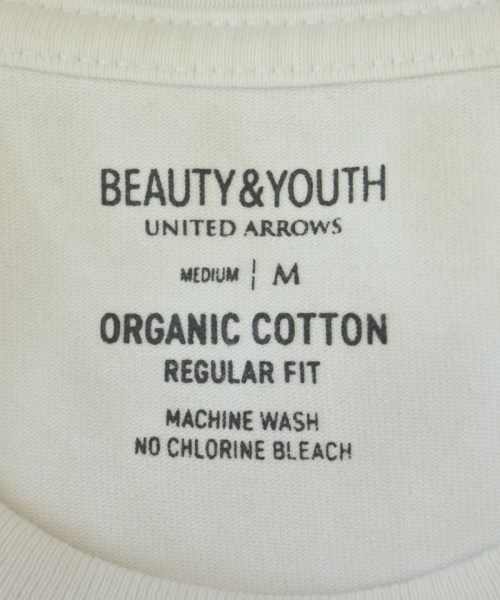 BEAUTY&YOUTH
UNITED ARROWS
MEDIUM ¦ M
ORGANIC COTTON
REGULAR FIT
MACHINE WASH
NO CHLORINE BLEACH